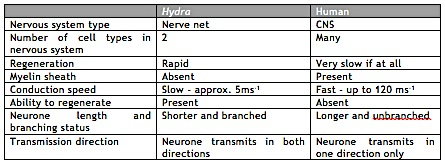 Hydra Human
Nervous system type Nerve net CNS
Number of cell types in 2 Many
nervous system
Regeneration Rapid Very slow if at all
Myelin sheath Absent Present
Conduction speed Slow - approx. 5ms-1 Fast - up to 120 ms-1
Ability to regenerate Present Absent
Neurone length and Shorter and branched Longer and unbranched
branching status
Transmission direction Neurone transmits in both Neurone transmits in
directions one direction only